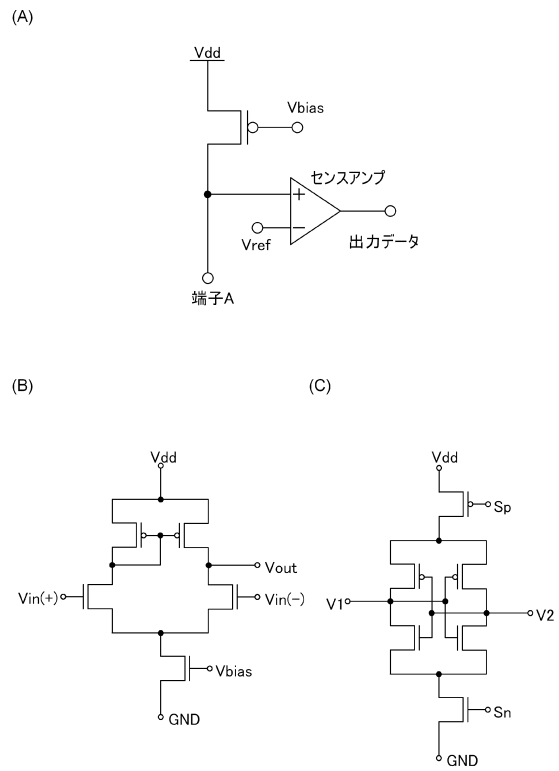 (A)
Vdd
Vbias
センスアンプ
+
−
Vref
出力データ
端子A
(B)
(C)
Vdd
Vout
Vin(+)
Vin(-)
Vbias
GND
Vdd
Sp
V1
V2
Sn
GND